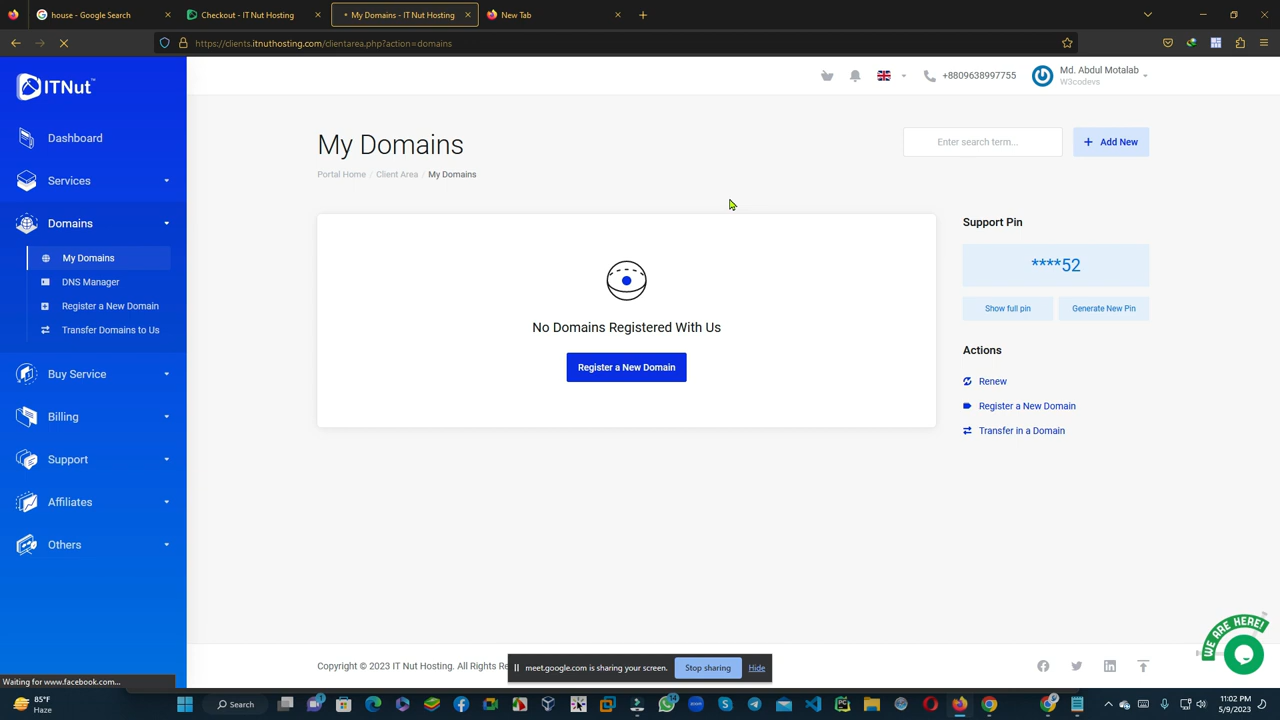 house - Google Search
Checkout - IT Nut Hosting
My Domains - IT Nut Hosting
New Tab
https://clients.itnuthosting.com/clientarea.php?action=domains
ITNut™
+8809638997755
Md. Abdul Motalab
W3codevs
Dashboard
Services
Domains
My Domains
DNS Manager
Register a New Domain
Transfer Domains to Us
Buy Service
Billing
Support
Affiliates
Others
My Domains
Portal Home / Client Area / My Domains
Enter search term...
Add New
No Domains Registered With Us
Register a New Domain
Support Pin
****52
Show full pin
Generate New Pin
Actions
Renew
Register a New Domain
Transfer in a Domain
WE ARE HERE!
Copyright © 2023 IT Nut Hosting. All Rights Re
meet.google.com is sharing your screen.
Stop sharing
Hide
Waiting for www.facebook.com...
85°F
Haze
Search
11:02 PM
5/9/2023